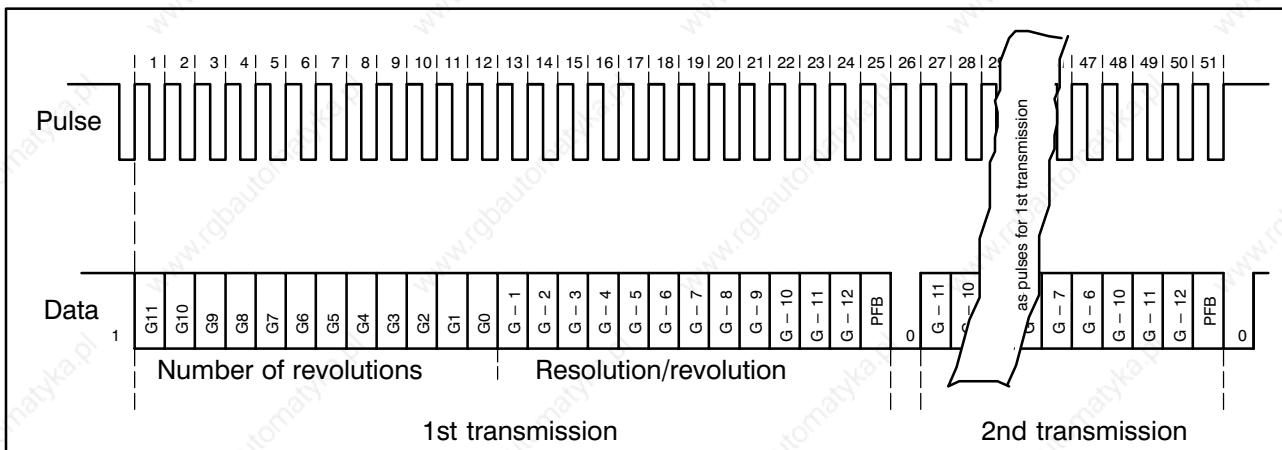 1 2 3 4 5 6 7 8 9 10 11 12 13 14 15 16 17 18 19 20 21 22 23 24 25 26 27 28 47 48 49 50 51
Pulse
as pulses for 1st transmission
Data
1 G11 G10 G9 G8 G7 G6 G5 G4 G3 G2 G1 G0 G – 1 G – 2 G – 3 G – 4 G – 5 G – 6 G – 7 G – 8 G – 9 G – 10 G – 11 G – 12 PFB 0 G – 11 G – 7 G – 6 G – 10 G – 11 G – 12 PFB 0
Number of revolutions Resolution/revolution
1st transmission 2nd transmission
www.rgbautomatyka.pl